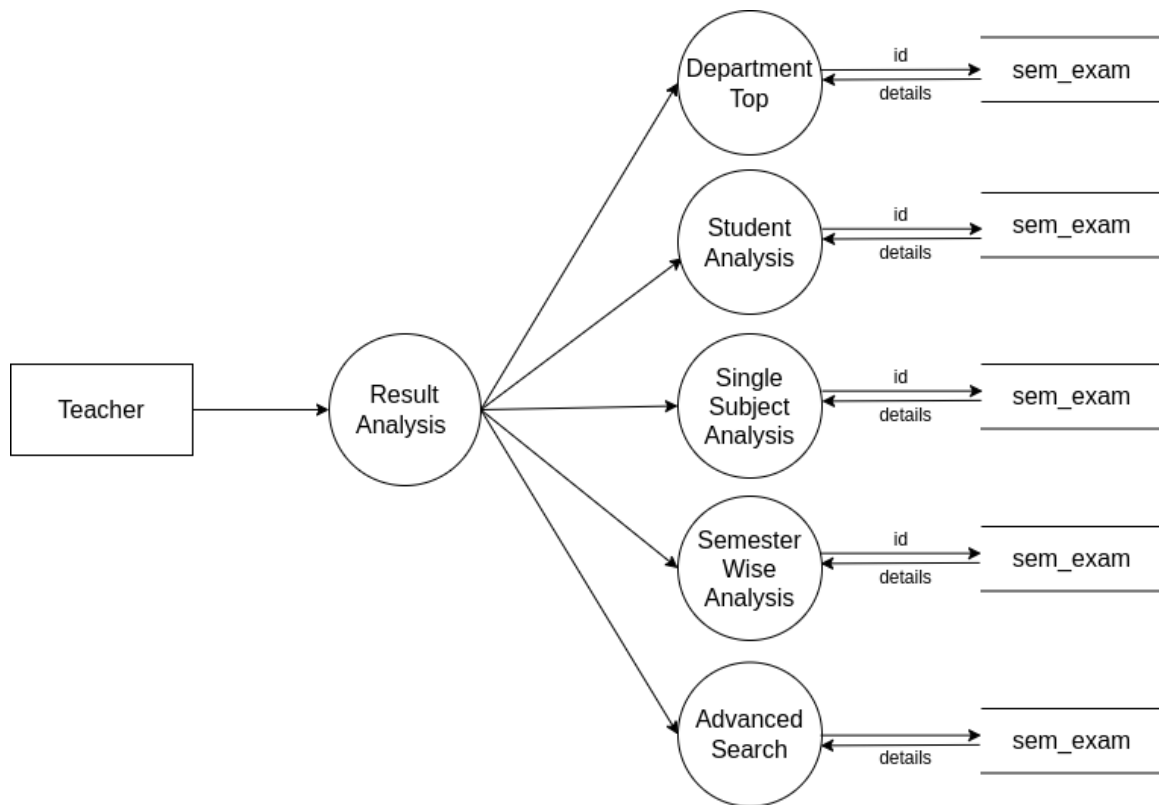 Department
Top
id
details
sem_exam
Student
Analysis
id
details
sem_exam
Teacher
Result
Analysis
Single
Subject
Analysis
id
details
sem_exam
Semester
Wise
Analysis
id
details
sem_exam
Advanced
Search
details
sem_exam